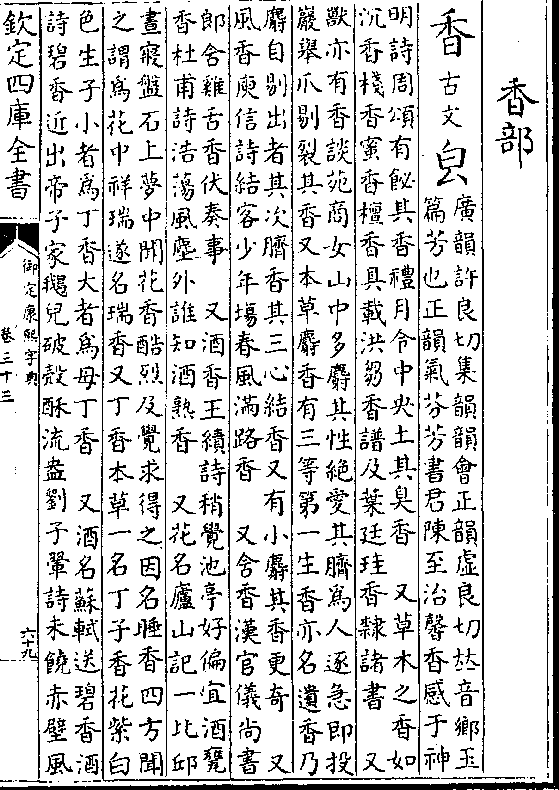 香部
香 古文
廣韻許良切集韻韻會正韻虛良切𠀤音鄉玉
篇芳也正韻氣芬芳書君陳至治馨香感于神
明詩周頌有飶其香禮月令中央土其臭香 又草木之香如
沉香棧香蜜香檀香具載洪芻香譜及葉廷珪香隸諸書 又
獸亦有香談苑商女山中多麝其性絶愛其臍爲人逐急即投
巖舉爪剔裂其香又本草麝香有三等第一生香亦名遺香乃
麝自剔出者其次臍香其三心結香又有小麝其香更奇 又
風香庾信詩結客少年場春風滿路香 又含香漢官儀尚書
郎含雞舌香伏奏事 又酒香王績詩稍覺池亭好偏宜酒甕
香杜甫詩浩蕩風塵外誰知酒熟香 又花名廬山記一比邱
晝寢盤石上夢中聞花香酷烈及覺求得之因名睡香四方聞
之謂爲花中祥瑞遂名瑞香又丁香本草一名丁子香花紫白
色生子小者爲丁香大者爲母丁香 又酒名蘇軾送碧香酒
詩碧香近出帝子家鵝兒破殼酥流盎劉子翬詩未饒赤壁風
欽定四庫全書
御定康熙字典
卷三十三
六十九